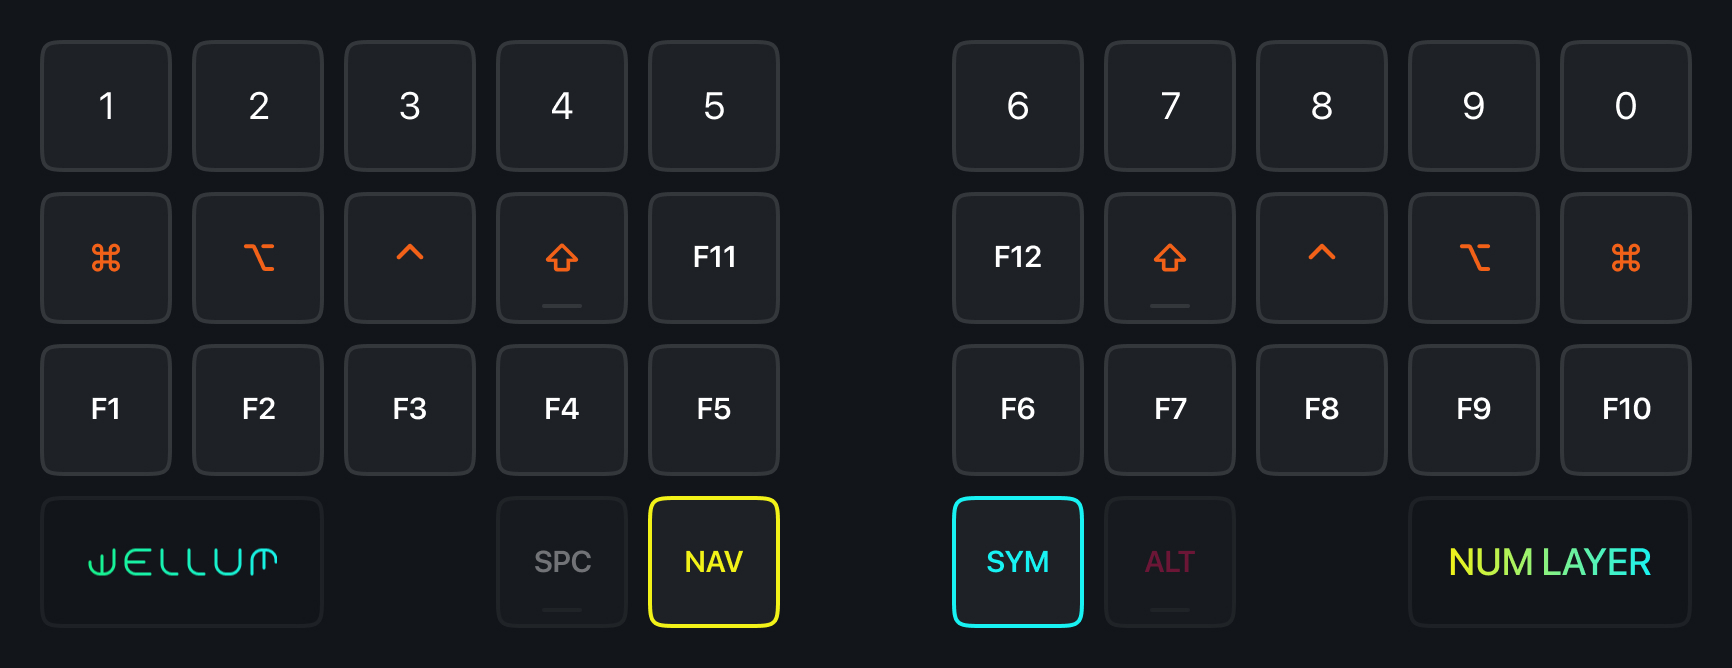 1 2 3 4 5 6 7 8 9 0
⌘ ⌥ ^ ⇧ F11 F12 ⇧ ^ ⌥ ⌘
F1 F2 F3 F4 F5 F6 F7 F8 F9 F10
WELLUM SPC NAV SYM ALT NUM LAYER